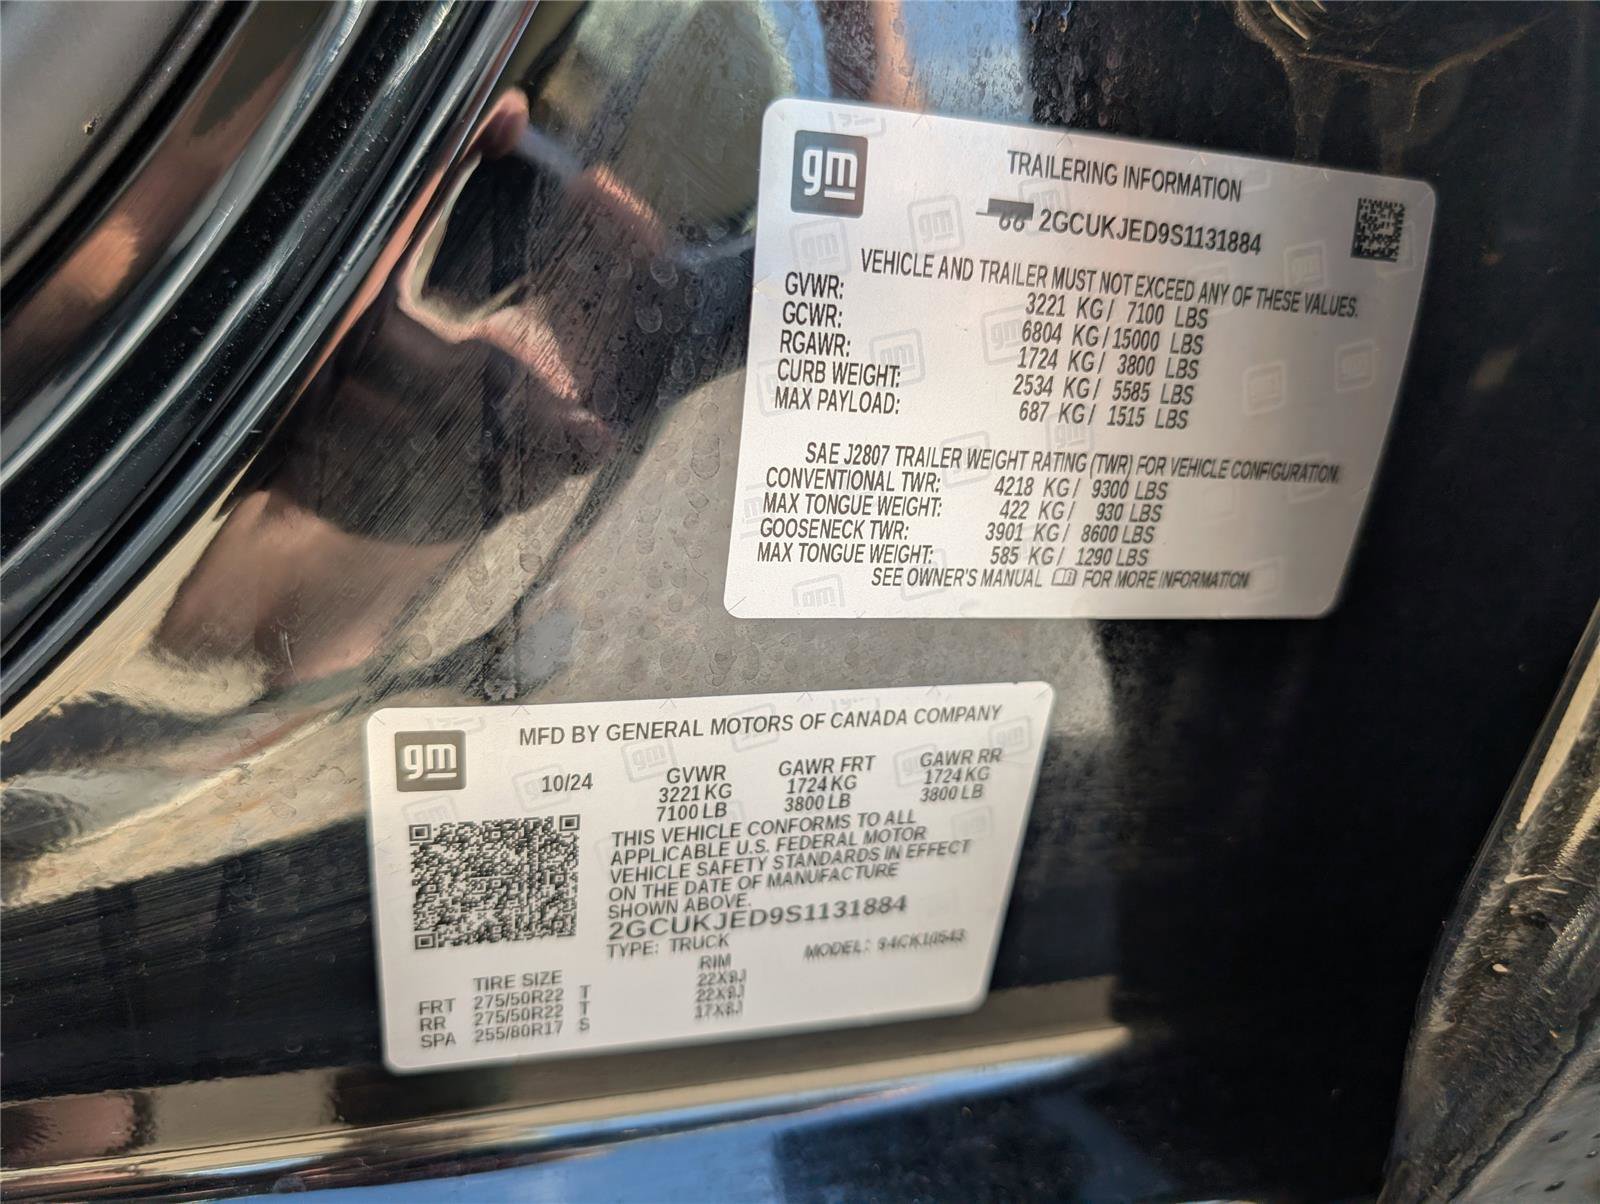 gm
TRAILERING INFORMATION
2GCUKJED9S1131884
VEHICLE AND TRAILER MUST NOT EXCEED ANY OF THESE VALUES.
GVWR: 3221 KG/ 7100 LBS
GCWR: 6804 KG/15000 LBS
RGAWR: 1724 KG/ 3800 LBS
CURB WEIGHT: 2534 KG/ 5585 LBS
MAX PAYLOAD: 687 KG/ 1515 LBS
SAE J2807 TRAILER WEIGHT RATING (TWR) FOR VEHICLE CONFIGURATION.
CONVENTIONAL TWR: 4218 KG/ 9300 LBS
MAX TONGUE WEIGHT: 422 KG/ 930 LBS
GOOSENECK TWR: 3901 KG/ 8600 LBS
MAX TONGUE WEIGHT: 585 KG/ 1290 LBS
SEE OWNER'S MANUAL FOR MORE INFORMATION
gm
MFD BY GENERAL MOTORS OF CANADA COMPANY
10/24 GVWR GAWR FRT GAWR RR
3221 KG 1724 KG 1724 KG
7100 LB 3800 LB 3800 LB
THIS VEHICLE CONFORMS TO ALL
APPLICABLE U.S. FEDERAL MOTOR
VEHICLE SAFETY STANDARDS IN EFFECT
ON THE DATE OF MANUFACTURE
SHOWN ABOVE.
2GCUKJED9S1131884
TYPE: TRUCK MODEL: 94CK10543
TIRE SIZE RIM
FRT 275/50R22 T 22X9J
RR 275/50R22 T 22X9J
SPA 255/80R17 S 17X8J